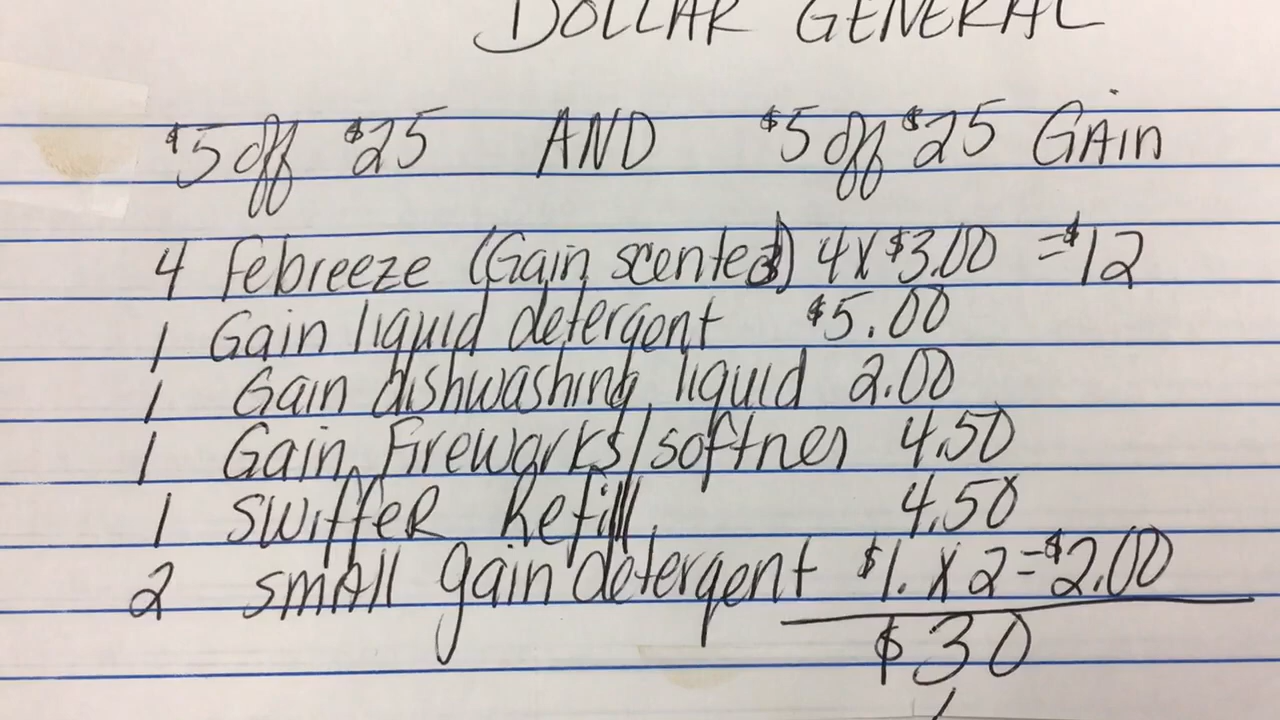 DOLLAR GENERAL
$5 off $25 AND $5 off $25 GAin
4 febreeze (Gain scented) 4x$3.00 =$12
1 Gain liquid detergent $5.00
1 Gain dishwashing liquid 2.00
1 Gain Fireworks/softner 4.50
1 Swiffer Refill 4.50
2 small gain detergent $1. x 2=$2.00
$30